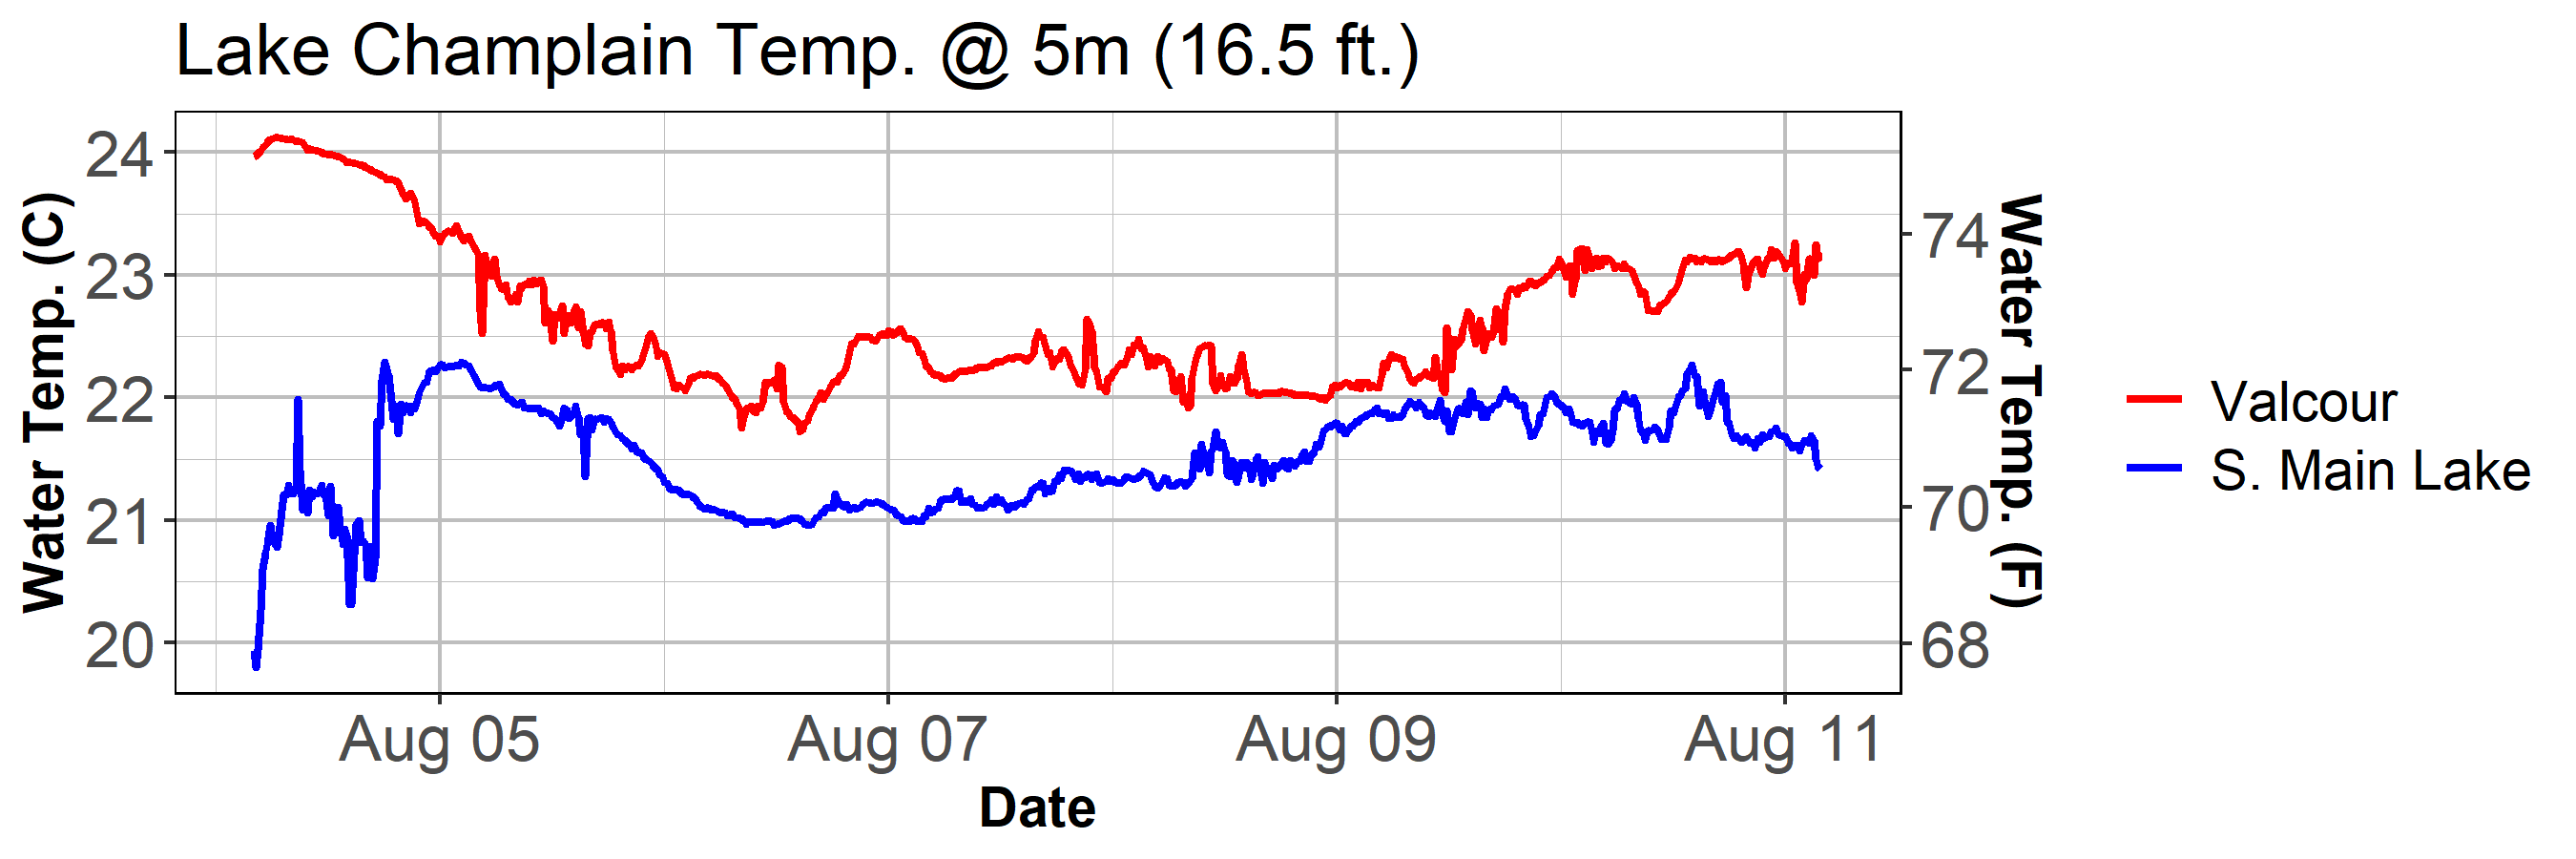 Lake Champlain Temp. @ 5m (16.5 ft.)
Water Temp. (C)
24
23
22
21
20
74
72
70
68
Water Temp. (F)
Aug 05
Aug 07
Aug 09
Aug 11
Date
Valcour
S. Main Lake